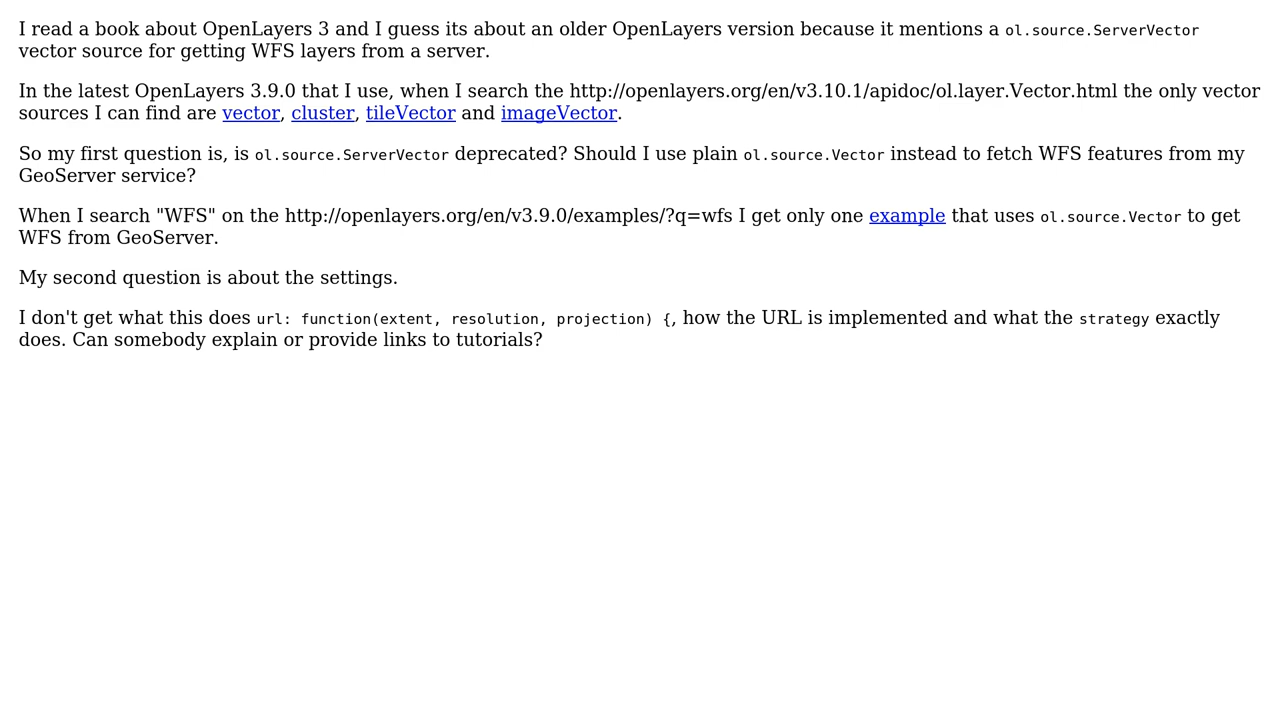 I read a book about OpenLayers 3 and I guess its about an older OpenLayers version because it mentions a ol.source.ServerVector
vector source for getting WFS layers from a server.
In the latest OpenLayers 3.9.0 that I use, when I search the http://openlayers.org/en/v3.10.1/apidoc/ol.layer.Vector.html the only vector
sources I can find are vector, cluster, tileVector and imageVector.
So my first question is, is ol.source.ServerVector deprecated? Should I use plain ol.source.Vector instead to fetch WFS features from my
GeoServer service?
When I search "WFS" on the http://openlayers.org/en/v3.9.0/examples/?q=wfs I get only one example that uses ol.source.Vector to get
WFS from GeoServer.
My second question is about the settings.
I don't get what this does url: function(extent, resolution, projection) {, how the URL is implemented and what the strategy exactly
does. Can somebody explain or provide links to tutorials?